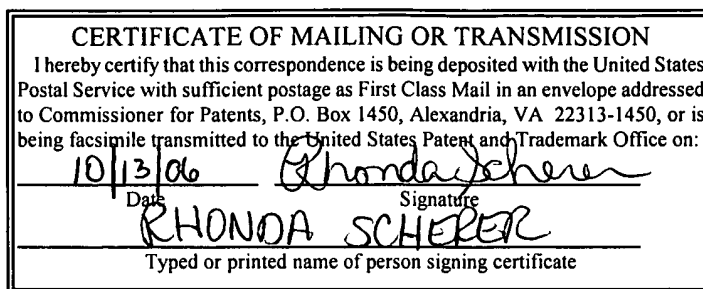 CERTIFICATE OF MAILING OR TRANSMISSION
I hereby certify that this correspondence is being deposited with the United States
Postal Service with sufficient postage as First Class Mail in an envelope addressed
to Commissioner for Patents, P.O. Box 1450, Alexandria, VA 22313-1450, or is
being facsimile transmitted to the United States Patent and Trademark Office on:
10/13/06 Rhonda Scherer
Date Signature
RHONDA SCHERER
Typed or printed name of person signing certificate